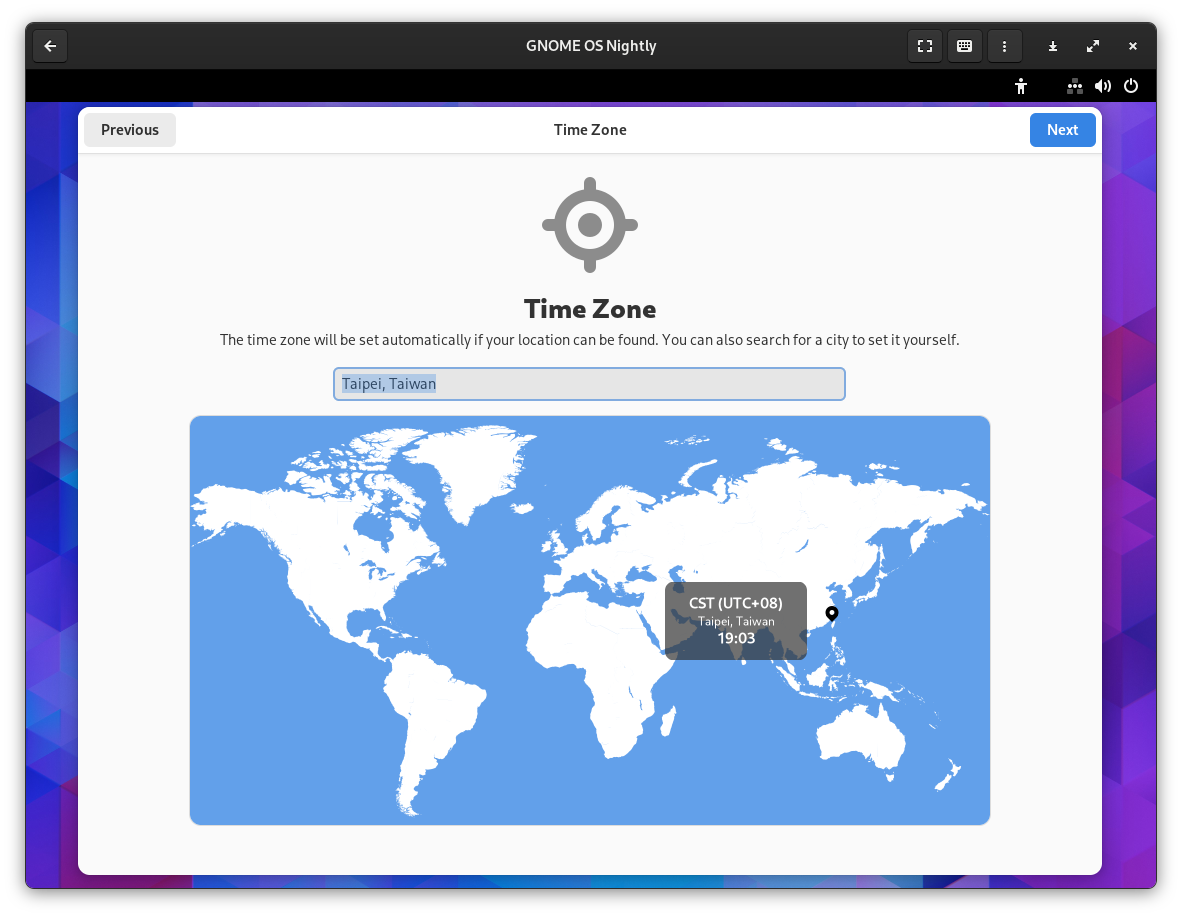 GNOME OS Nightly
Previous
Time Zone
Next
Time Zone
The time zone will be set automatically if your location can be found. You can also search for a city to set it yourself.
Taipei, Taiwan
CST (UTC+08)
Taipei, Taiwan
19:03